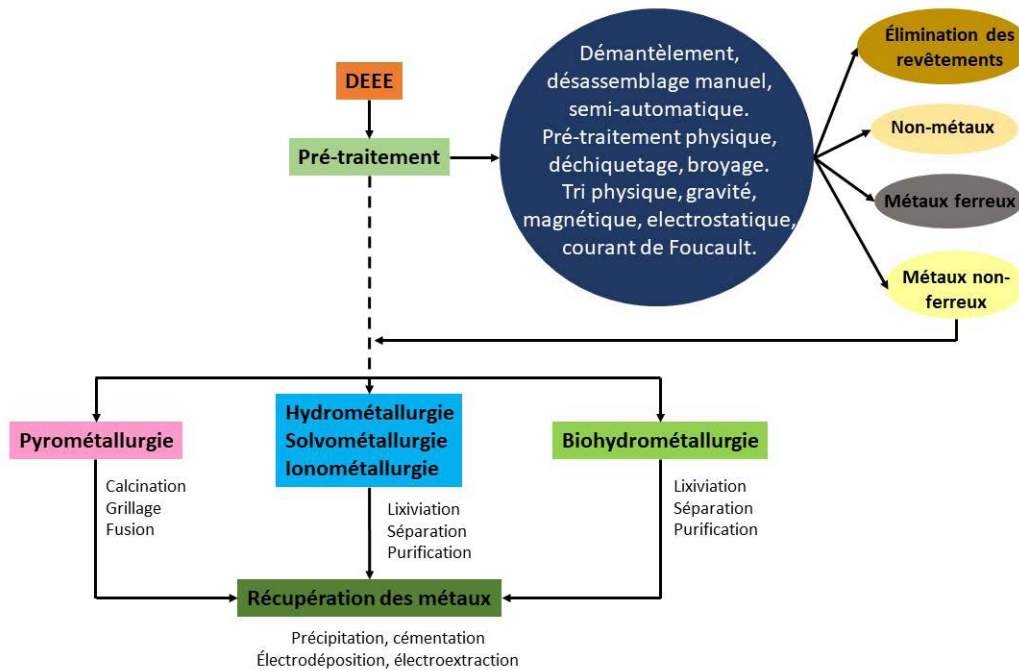 DEEE
Pré-traitement
Démantèlement,
désassemblage manuel,
semi-automatique.
Pré-traitement physique,
déchiquetage, broyage.
Tri physique, gravité,
magnétique, electrostatique,
courant de Foucault.
Élimination des
revêtements
Non-métaux
Métaux ferreux
Métaux non-
ferreux
Pyrométallurgie
Calcination
Grillage
Fusion
Hydrométallurgie
Solvométallurgie
Ionométallurgie
Lixiviation
Séparation
Purification
Biohydrométallurgie
Lixiviation
Séparation
Purification
Récupération des métaux
Précipitation, cémentation
Électrodéposition, électroextraction